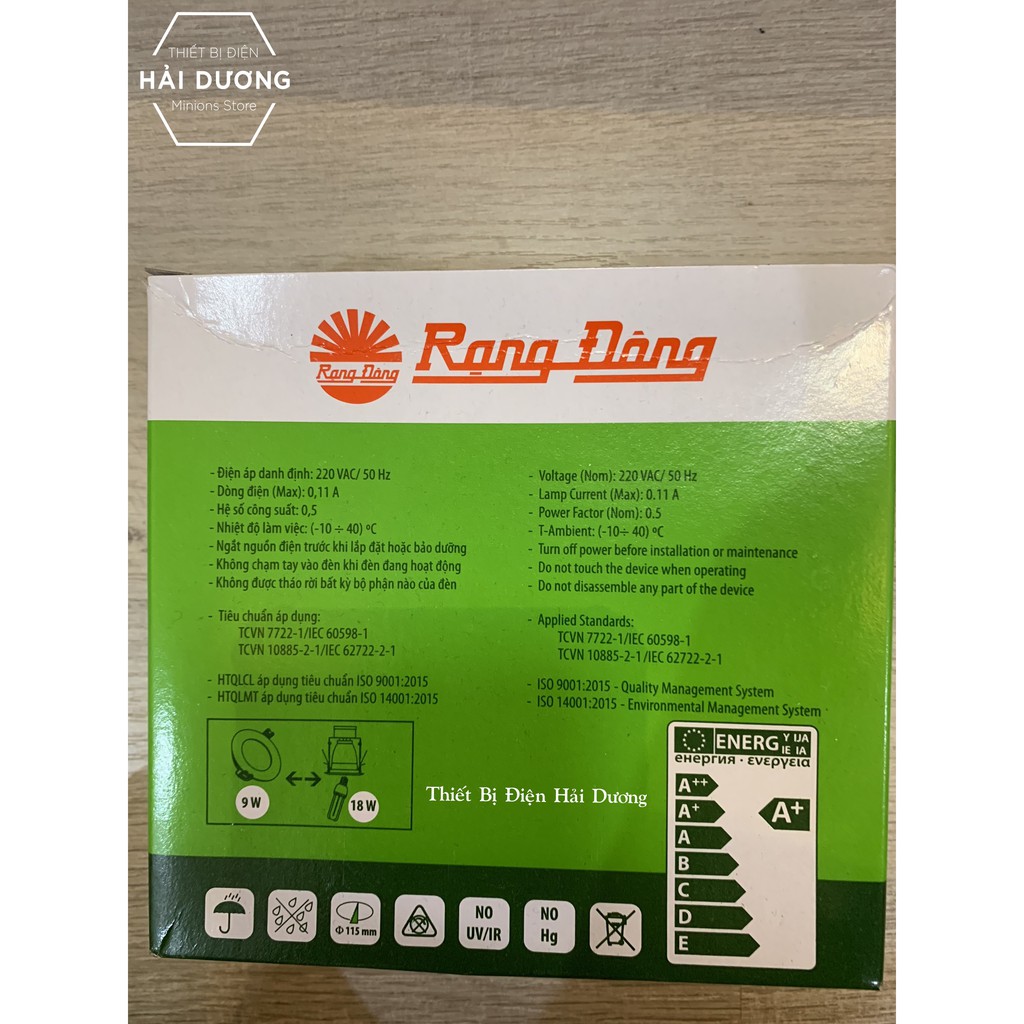 THIẾT BỊ ĐIỆN
HẢI DƯƠNG
Minions Store
Rạng Đông
Rạng Đông
- Điện áp danh định: 220 VAC/ 50 Hz
- Dòng điện (Max): 0,11 A
- Hệ số công suất: 0,5
- Nhiệt độ làm việc: (-10 ÷ 40) ºC
- Ngắt nguồn điện trước khi lắp đặt hoặc bảo dưỡng
- Không chạm tay vào đèn khi đèn đang hoạt động
- Không được tháo rời bất kỳ bộ phận nào của đèn
- Tiêu chuẩn áp dụng:
TCVN 7722-1/IEC 60598-1
TCVN 10885-2-1/IEC 62722-2-1
- HTQLCL áp dụng tiêu chuẩn ISO 9001:2015
- HTQLMT áp dụng tiêu chuẩn ISO 14001:2015
- Voltage (Nom): 220 VAC/ 50 Hz
- Lamp Current (Max): 0.11 A
- Power Factor (Nom): 0.5
- T-Ambient: (-10÷ 40) ºC
- Turn off power before installation or maintenance
- Do not touch the device when operating
- Do not disassemble any part of the device
- Applied Standards:
TCVN 7722-1/IEC 60598-1
TCVN 10885-2-1/IEC 62722-2-1
- ISO 9001:2015 - Quality Management System
- ISO 14001:2015 - Environmental Management System
9 W
18 W
Thiết Bị Điện Hải Dương
ENERG Y IJA
IE IA
енергия · ενεργεια
A++
A+
A
B
C
D
E
A+
Φ 115 mm
NO
UV/IR
NO
Hg